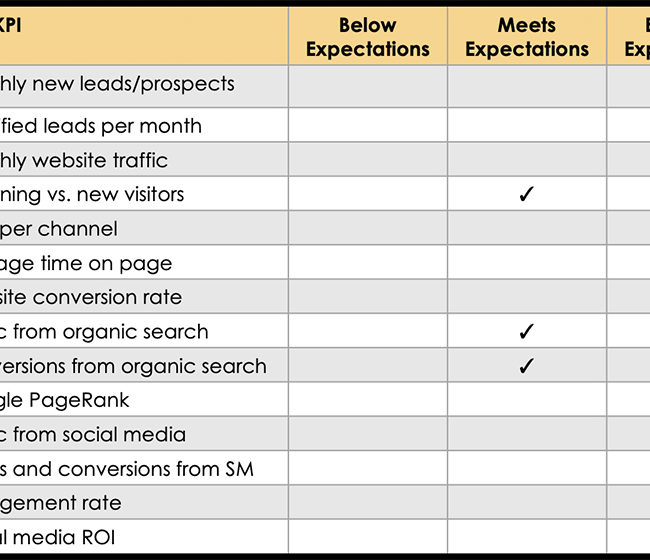 KPI
Below
Expectations
Meets
Expectations
E
Exp
hly new leads/prospects
ified leads per month
hly website traffic
ning vs. new visitors ✓
per channel
age time on page
site conversion rate
c from organic search ✓
versions from organic search ✓
gle PageRank
c from social media
s and conversions from SM
gement rate
al media ROI